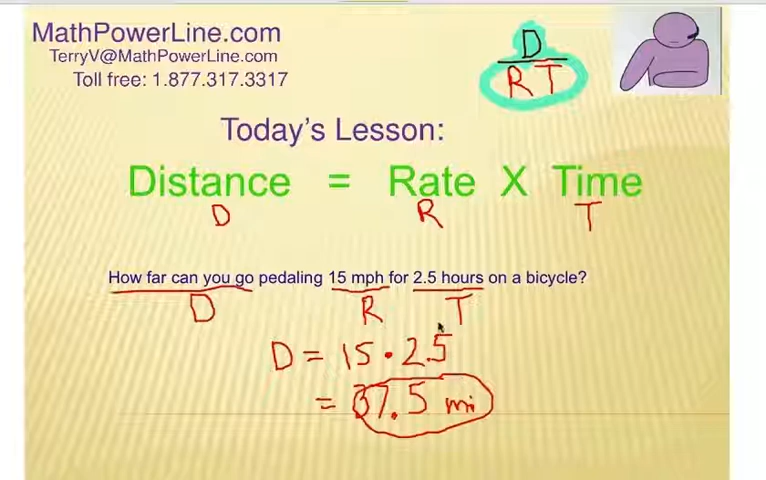 MathPowerLine.com
TerryV@MathPowerLine.com
Toll free: 1.877.317.3317
D
R T
Today's Lesson:
Distance = Rate X Time
D R T
How far can you go pedaling 15 mph for 2.5 hours on a bicycle?
D R T
D = 15 · 2.5
= 37.5 mi